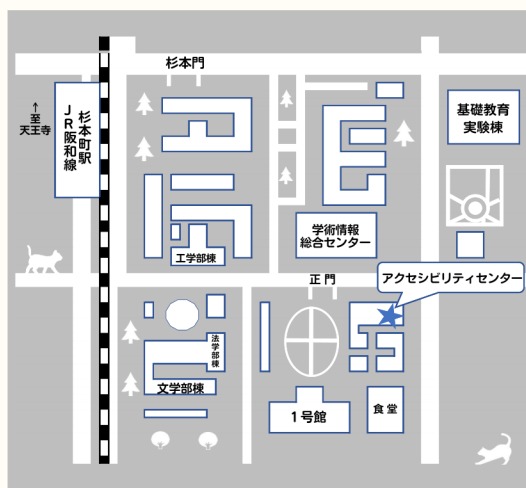 杉本門
↑
至
天王寺
JR阪和線
杉本町駅
基礎教育
実験棟
学術情報
総合センター
工学部棟
正門
アクセシビリティセンター
法学部棟
文学部棟
1号館
食堂